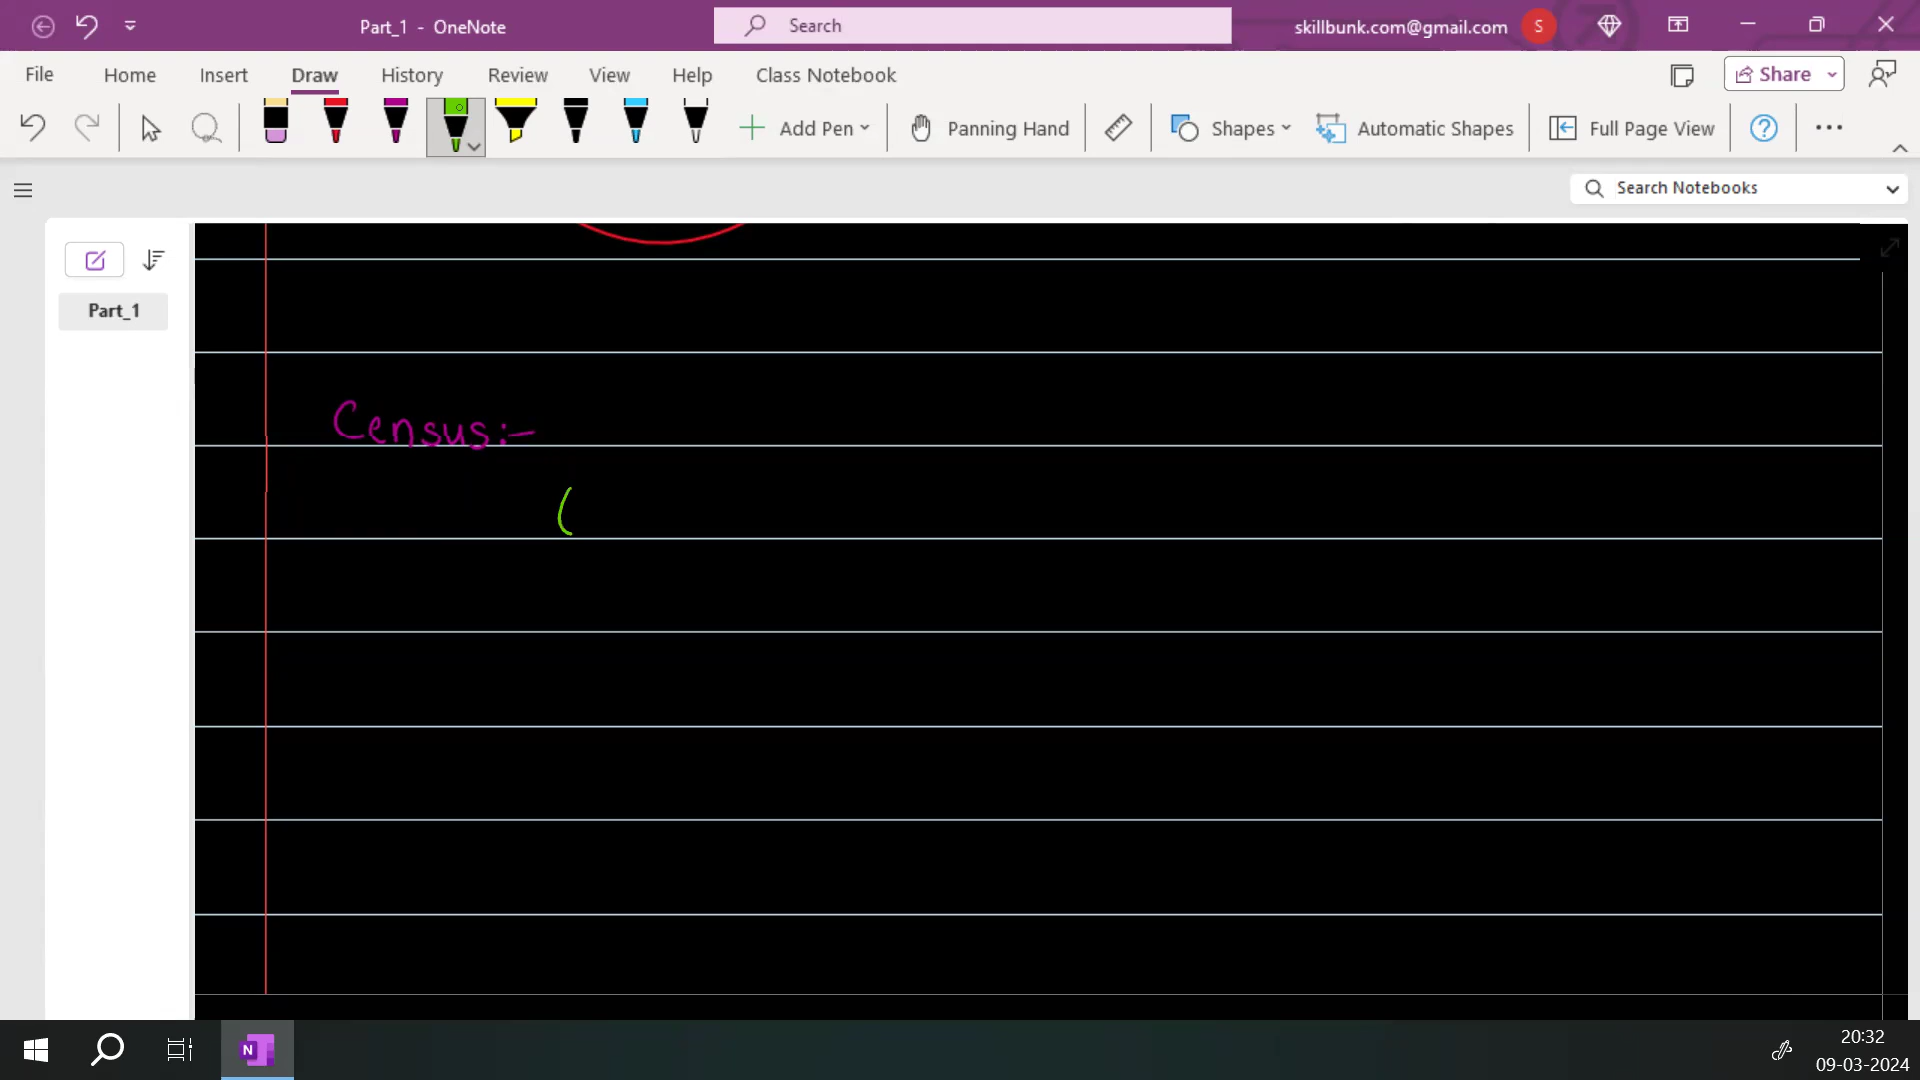 Part_1 - OneNote
Search
skillbunk.com@gmail.com
S
File Home Insert Draw History Review View Help Class Notebook
Share
Add Pen
Panning Hand
Shapes
Automatic Shapes
Full Page View
Search Notebooks
Part_1
Census:-
(
N
20:32
09-03-2024